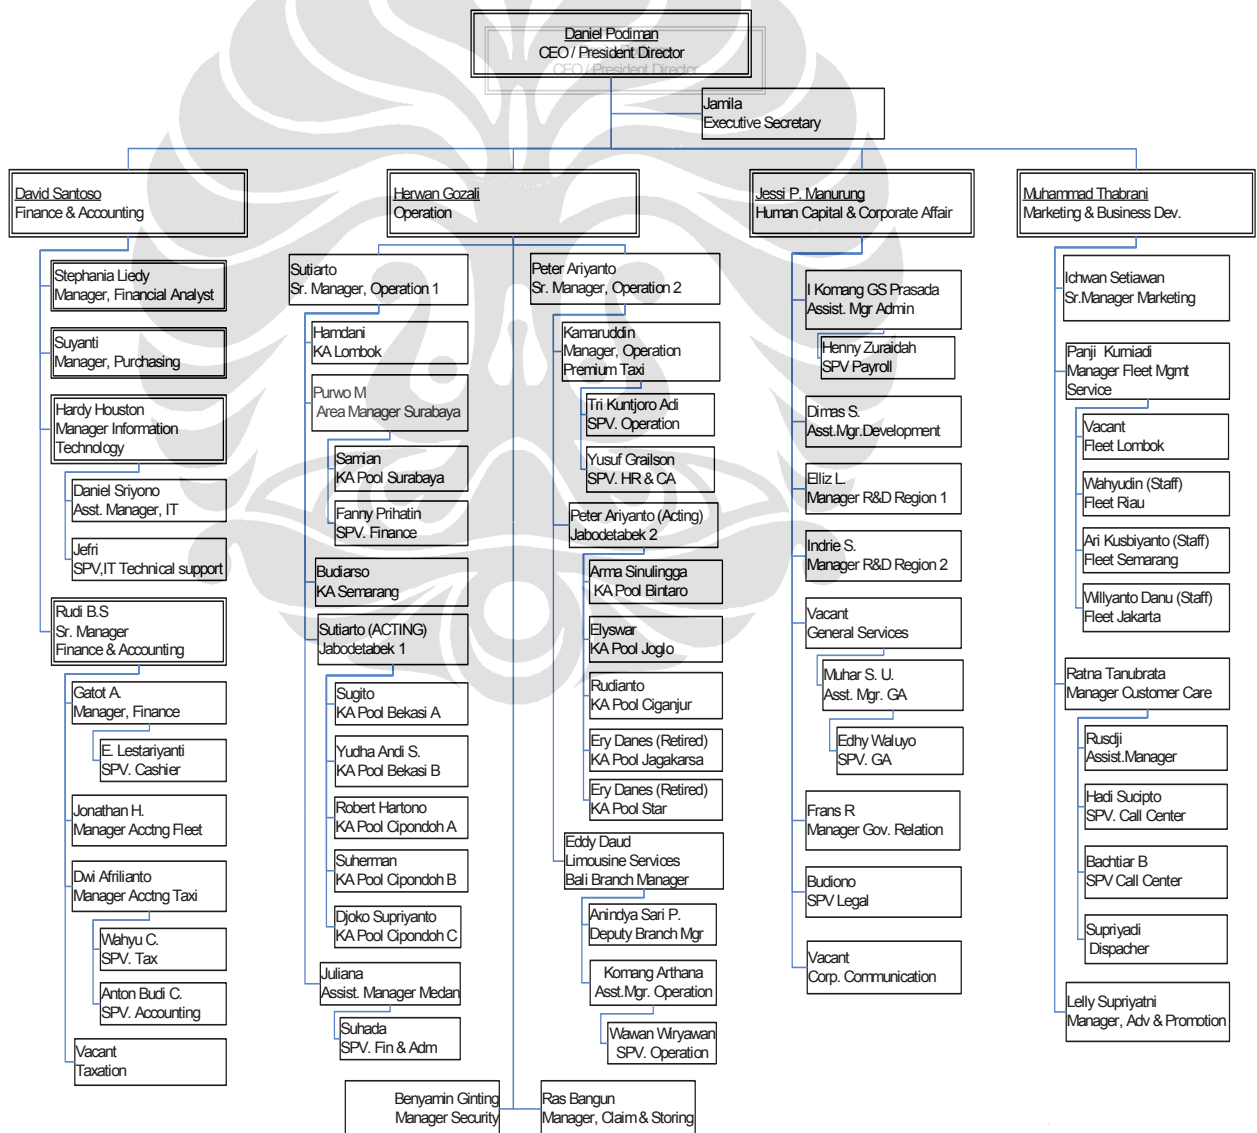 Daniel Podiman
CEO / President Director
CEO / President Director
Jamila
Executive Secretary
David Santoso
Finance & Accounting
Herwan Gozali
Operation
Jessi P. Manurung
Human Capital & Corporate Affair
Muhammad Thabrani
Marketing & Business Dev.
Stephania Liedy
Manager, Financial Analyst
Suyanti
Manager, Purchasing
Hardy Houston
Manager Information
Technology
Daniel Sriyono
Asst. Manager, IT
Jefri
SPV,IT Technical support
Rudi B.S
Sr. Manager
Finance & Accounting
Gatot A.
Manager, Finance
E. Lestariyanti
SPV. Cashier
Jonathan H.
Manager Acctng Fleet
Dwi Afrilianto
Manager Acctng Taxi
Wahyu C.
SPV. Tax
Anton Budi C.
SPV. Accounting
Vacant
Taxation
Sutiarto
Sr. Manager, Operation 1
Hamdani
KA Lombok
Purwo M
Area Manager Surabaya
Samian
KA Pool Surabaya
Fanny Prihatin
SPV. Finance
Budiarso
KA Semarang
Sutiarto (ACTING)
Jabodetabek 1
Sugito
KA Pool Bekasi A
Yudha Andi S.
KA Pool Bekasi B
Robert Hartono
KA Pool Cipondoh A
Suherman
KA Pool Cipondoh B
Djoko Supriyanto
KA Pool Cipondoh C
Juliana
Assist. Manager Medan
Suhada
SPV. Fin & Adm
Peter Ariyanto
Sr. Manager, Operation 2
Kamaruddin
Manager, Operation
Premium Taxi
Tri Kuntjoro Adi
SPV. Operation
Yusuf Grailson
SPV. HR & CA
Peter Ariyanto (Acting)
Jabodetabek 2
Arma Sinulingga
KA Pool Bintaro
Elyswar
KA Pool Joglo
Rudianto
KA Pool Ciganjur
Ery Danes (Retired)
KA Pool Jagakarsa
Ery Danes (Retired)
KA Pool Star
Eddy Daud
Limousine Services
Bali Branch Manager
Anindya Sari P.
Deputy Branch Mgr
Komang Arthana
Asst.Mgr. Operation
Wawan Wiryawan
SPV. Operation
Benyamin Ginting
Manager Security
Ras Bangun
Manager, Claim & Storing
I Komang GS Prasada
Assist. Mgr Admin
Henny Zuraidah
SPV Payroll
Dimas S.
Asst.Mgr.Development
Elliz L.
Manager R&D Region 1
Indrie S.
Manager R&D Region 2
Vacant
General Services
Muhar S. U.
Asst. Mgr. GA
Edhy Waluyo
SPV. GA
Frans R
Manager Gov. Relation
Budiono
SPV Legal
Vacant
Corp. Communication
Ichwan Setiawan
Sr.Manager Marketing
Panji Kurniadi
Manager Fleet Mgmt
Service
Vacant
Fleet Lombok
Wahyudin (Staff)
Fleet Riau
Ari Kusbiyanto (Staff)
Fleet Semarang
Willyanto Danu (Staff)
Fleet Jakarta
Ratna Tanubrata
Manager Customer Care
Rusdji
Assist.Manager
Hadi Sucipto
SPV. Call Center
Bachtiar B
SPV Call Center
Supriyadi
Dispacher
Lelly Supriyatni
Manager, Adv & Promotion